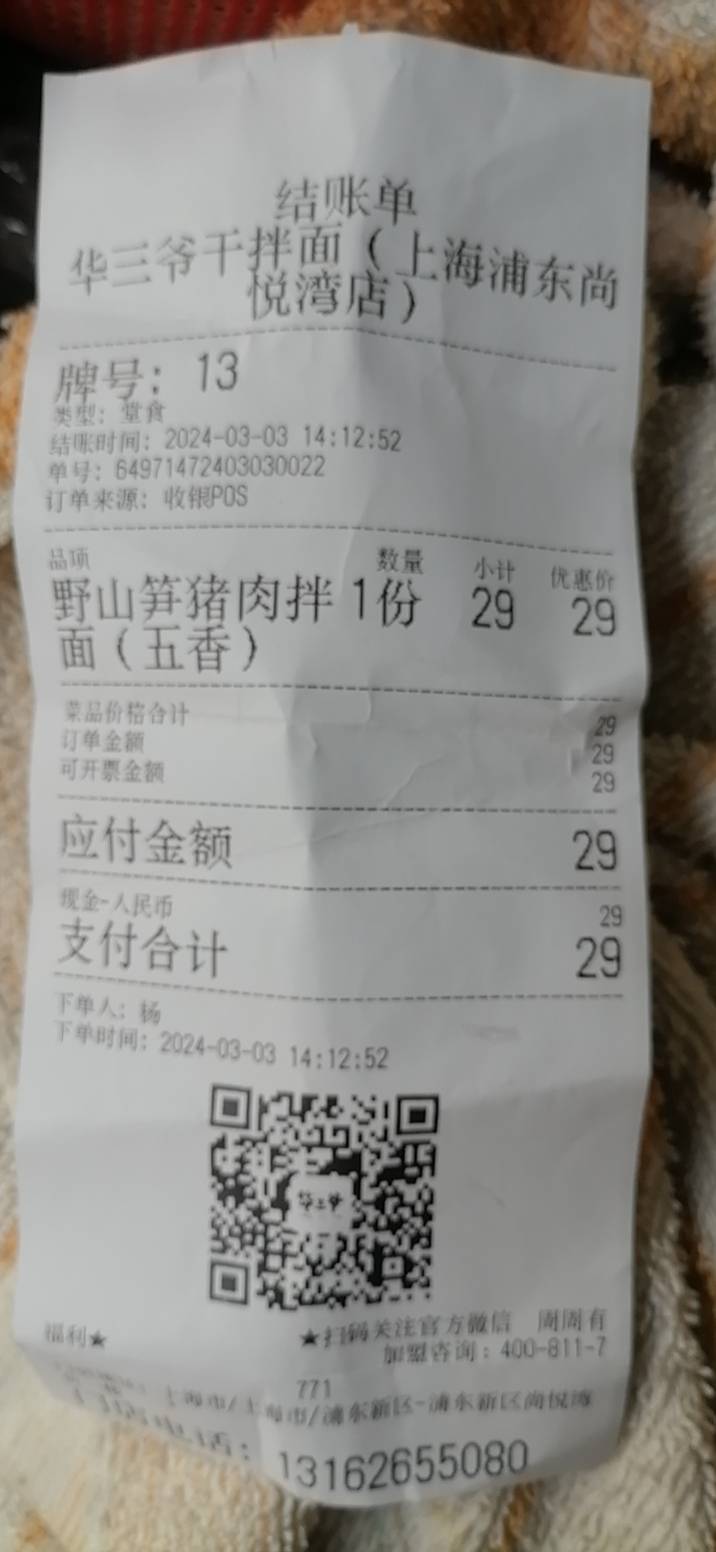 结账单
华三爷干拌面（上海浦东尚
悦湾店）
牌号：13
类型：堂食
结账时间：2024-03-03 14:12:52
单号：64971472403030022
订单来源：收银POS
品项 数量 小计 优惠价
野山笋猪肉拌 1份 29 29
面（五香）
菜品价格合计 29
订单金额 29
可开票金额 29
应付金额 29
现金-人民币 29
支付合计 29
下单人：杨
下单时间：2024-03-03 14:12:52
福利★ ★扫码关注官方微信 周周有
加盟咨询：400-811-7
771
上海市/上海市/浦东新区-浦东新区尚悦湾
门店电话：13162655080